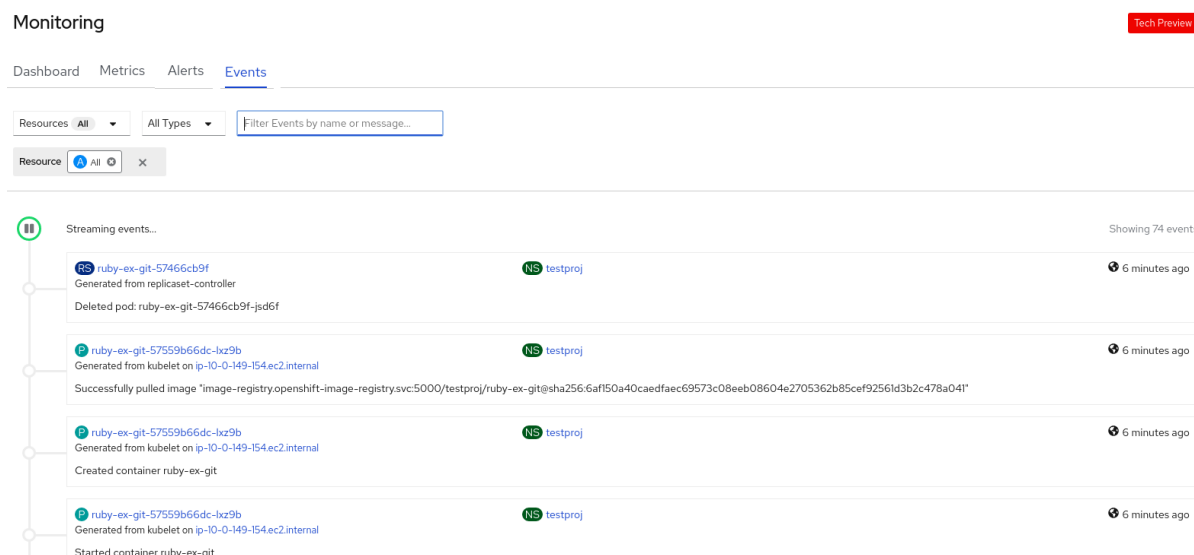 Monitoring
Tech Preview
Dashboard Metrics Alerts Events
Resources All All Types Filter Events by name or message...
Resource A All
Streaming events...
Showing 74 events
RS ruby-ex-git-57466cb9f NS testproj 6 minutes ago
Generated from replicaset-controller
Deleted pod: ruby-ex-git-57466cb9f-jsd6f
P ruby-ex-git-57559b66dc-lxz9b NS testproj 6 minutes ago
Generated from kubelet on ip-10-0-149-154.ec2.internal
Successfully pulled image "image-registry.openshift-image-registry.svc:5000/testproj/ruby-ex-git@sha256:6af150a40caedfaec69573c08eeb08604e2705362b85cef92561d3b2c478a041"
P ruby-ex-git-57559b66dc-lxz9b NS testproj 6 minutes ago
Generated from kubelet on ip-10-0-149-154.ec2.internal
Created container ruby-ex-git
P ruby-ex-git-57559b66dc-lxz9b NS testproj 6 minutes ago
Generated from kubelet on ip-10-0-149-154.ec2.internal
Started container ruby-ex-git